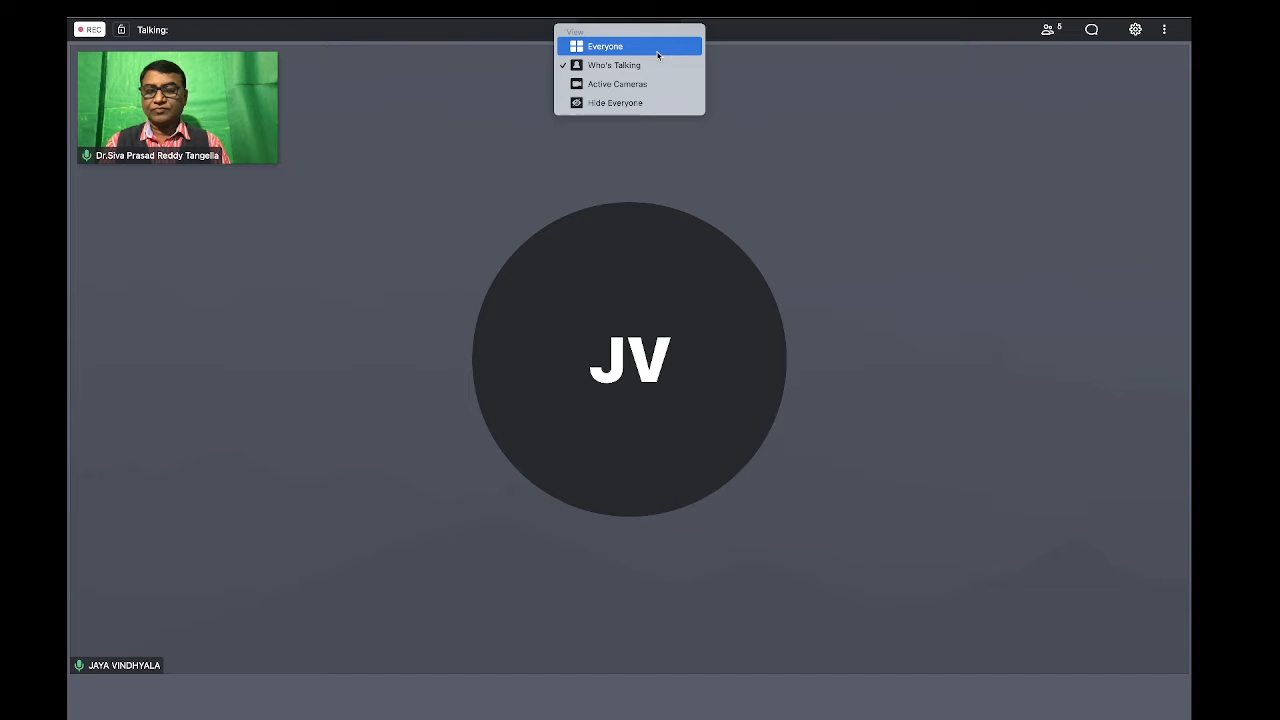 REC
Talking:
5
View
Everyone
Who's Talking
Active Cameras
Hide Everyone
Dr.Siva Prasad Reddy Tangella
JV
JAYA VINDHYALA